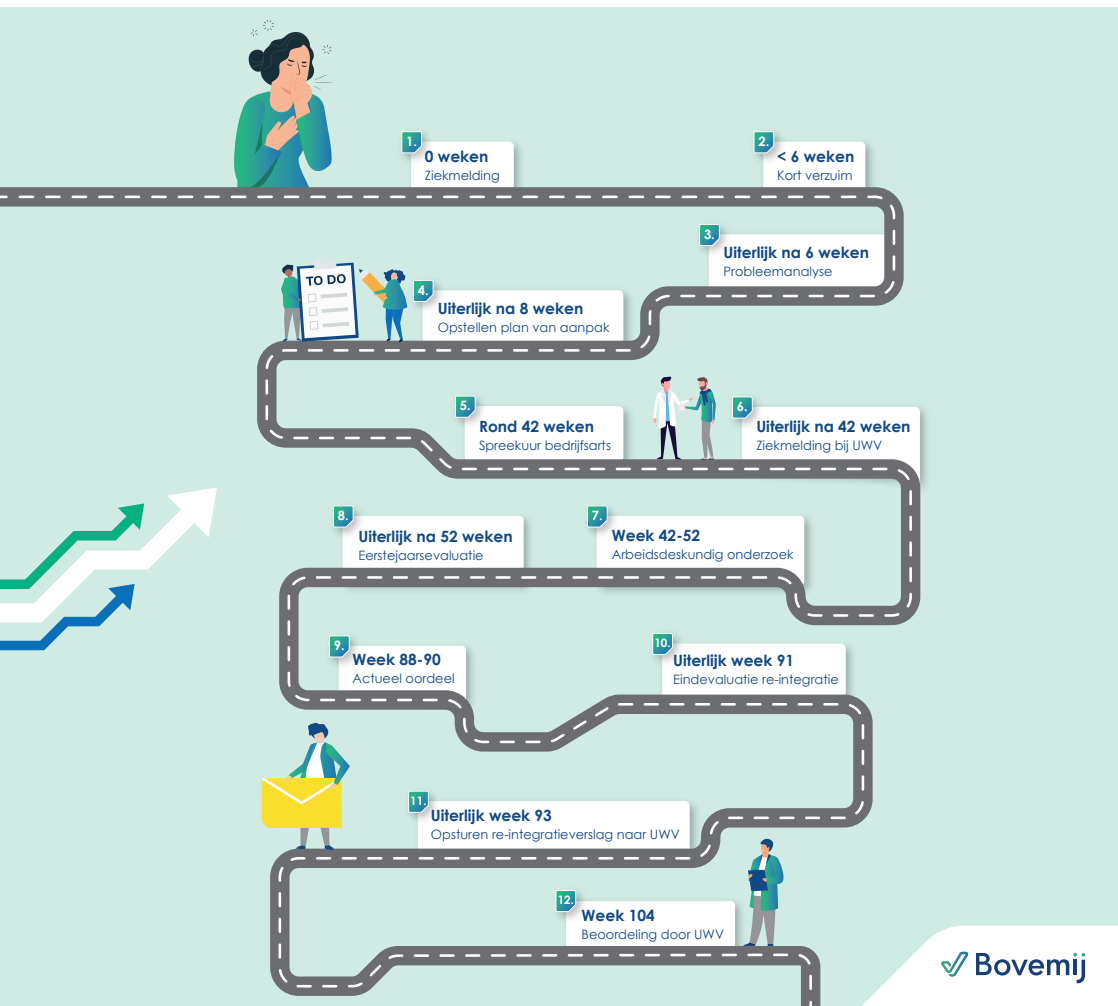 1.
0 weken
Ziekmelding
2.
< 6 weken
Kort verzuim
3.
Uiterlijk na 6 weken
Probleemanalyse
TO DO
4.
Uiterlijk na 8 weken
Opstellen plan van aanpak
5.
Rond 42 weken
Spreekuur bedrijfsarts
6.
Uiterlijk na 42 weken
Ziekmelding bij UWV
7.
Week 42-52
Arbeidsdeskundig onderzoek
8.
Uiterlijk na 52 weken
Eerstejaarsevaluatie
9.
Week 88-90
Actueel oordeel
10.
Uiterlijk week 91
Eindevaluatie re-integratie
11.
Uiterlijk week 93
Opsturen re-integratieverslag naar UWV
12.
Week 104
Beoordeling door UWV
Bovemij